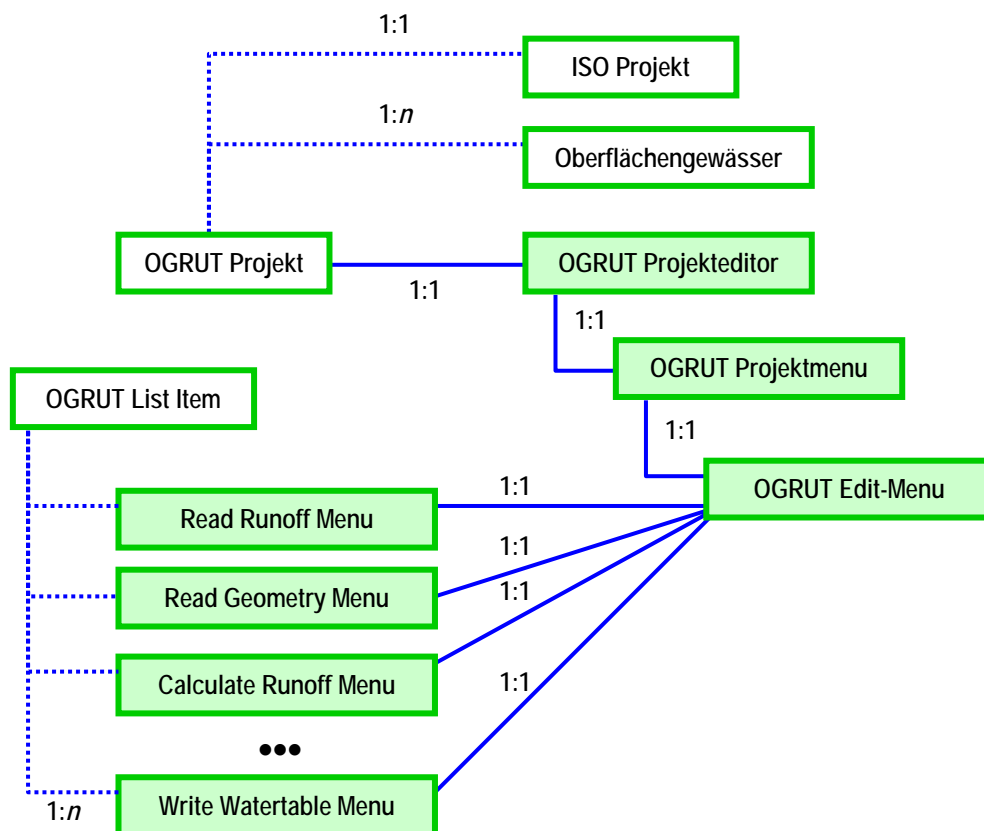 1:1
ISO Projekt
1:n
Oberflächengewässer
OGRUT Projekt
OGRUT Projekteditor
1:1
1:1
OGRUT Projektmenu
OGRUT List Item
1:1
OGRUT Edit-Menu
1:1
Read Runoff Menu
1:1
Read Geometry Menu
1:1
Calculate Runoff Menu
1:1
•••
Write Watertable Menu
1:n